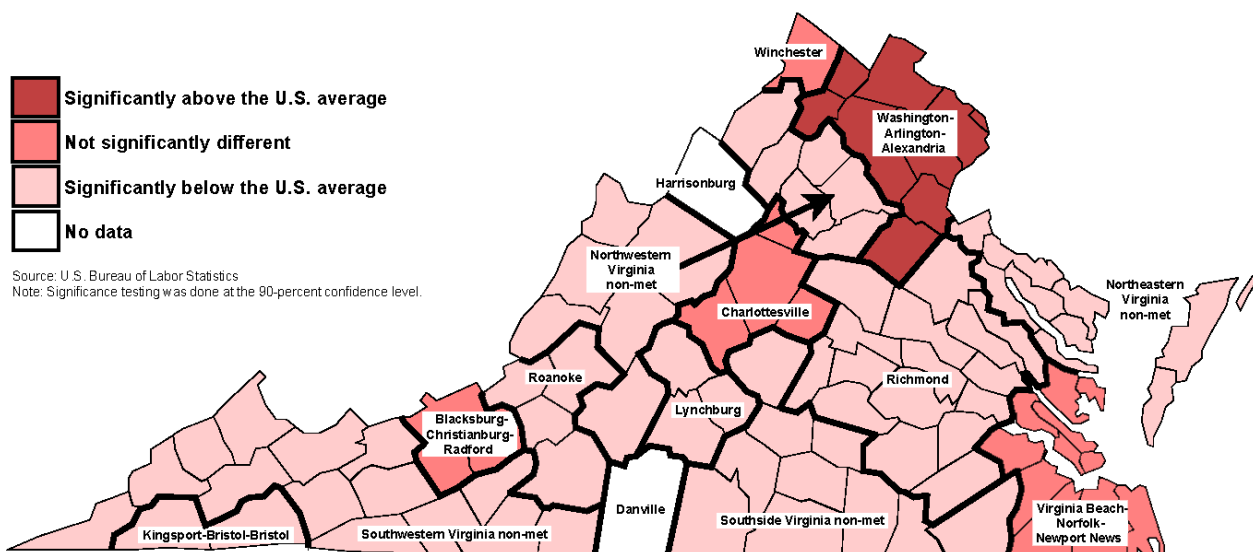 Significantly above the U.S. average
Not significantly different
Significantly below the U.S. average
No data
Source: U.S. Bureau of Labor Statistics
Note: Significance testing was done at the 90-percent confidence level.
Winchester
Washington-
Arlington-
Alexandria
Harrisonburg
Northwestern
Virginia
non-met
Northeastern
Virginia
non-met
Charlottesville
Roanoke
Richmond
Lynchburg
Blacksburg-
Christianburg-
Radford
Danville
Virginia Beach-
Norfolk-
Newport News
Kingsport-Bristol-Bristol
Southwestern Virginia non-met
Southside Virginia non-met